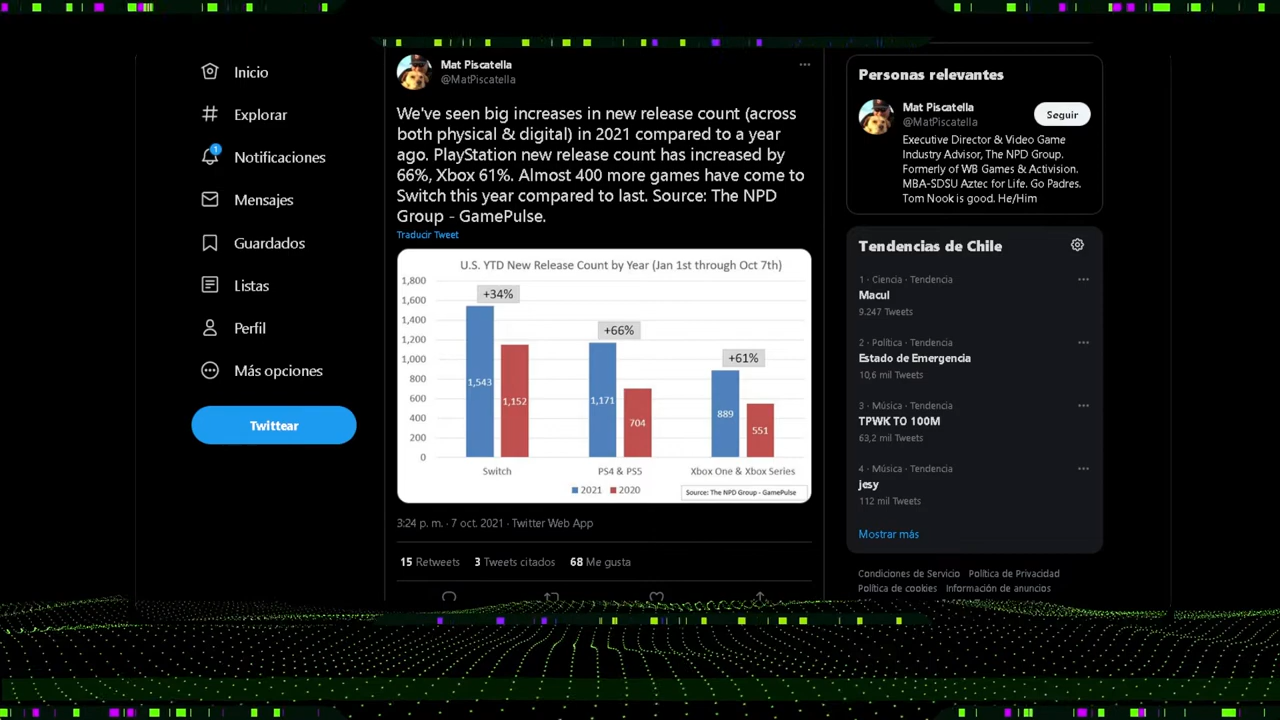 Inicio
Explorar
1
Notificaciones
Mensajes
Guardados
Listas
Perfil
Más opciones
Twittear
Mat Piscatella
@MatPiscatella
We've seen big increases in new release count (across
both physical & digital) in 2021 compared to a year
ago. PlayStation new release count has increased by
66%, Xbox 61%. Almost 400 more games have come to
Switch this year compared to last. Source: The NPD
Group - GamePulse.
Traducir Tweet
U.S. YTD New Release Count by Year (Jan 1st through Oct 7th)
1,800
1,600
1,400
1,200
1,000
800
600
400
200
0
+34%
+66%
+61%
1,543
1,152
1,171
704
889
551
Switch
PS4 & PS5
Xbox One & Xbox Series
2021
2020
Source: The NPD Group - GamePulse
3:24 p. m. · 7 oct. 2021 · Twitter Web App
15 Retweets 3 Tweets citados 68 Me gusta
Personas relevantes
Mat Piscatella
@MatPiscatella
Seguir
Executive Director & Video Game
Industry Advisor, The NPD Group.
Formerly of WB Games & Activision.
MBA-SDSU Aztec for Life. Go Padres.
Tom Nook is good. He/Him
Tendencias de Chile
1 · Ciencia · Tendencia
Macul
9.247 Tweets
2 · Política · Tendencia
Estado de Emergencia
10,6 mil Tweets
3 · Música · Tendencia
TPWK TO 100M
63,2 mil Tweets
4 · Música · Tendencia
jesy
112 mil Tweets
Mostrar más
Condiciones de Servicio Política de Privacidad
Política de cookies Información de anuncios